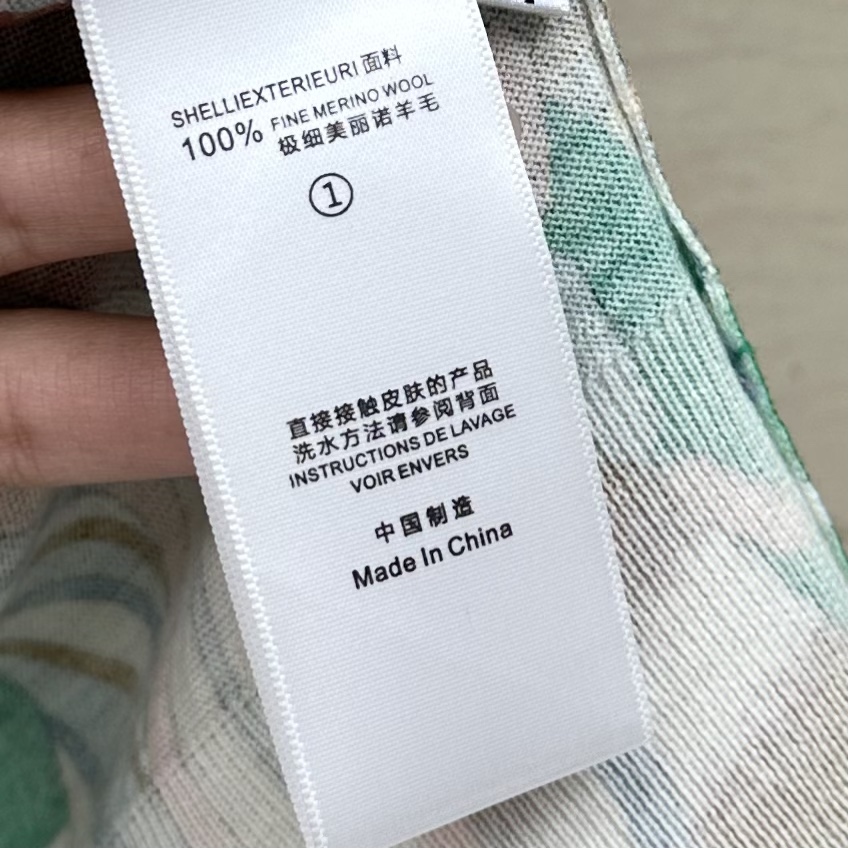 SHELLIEXTERIEURI 面料
100% FINE MERINO WOOL
极细美丽诺羊毛
①
直接接触皮肤的产品
洗水方法请参阅背面
INSTRUCTIONS DE LAVAGE
VOIR ENVERS
中国制造
Made In China